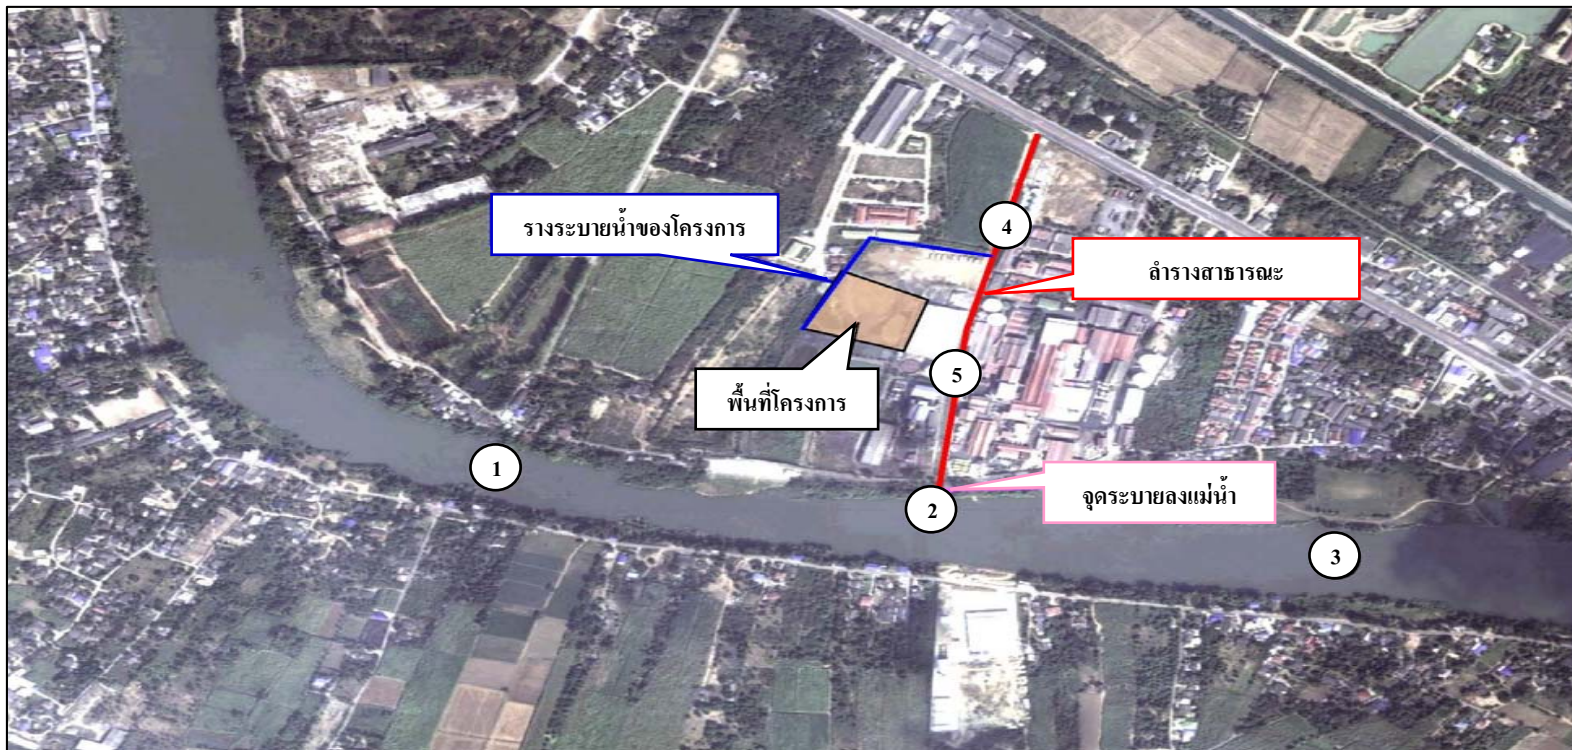 รางระบายน้ำของโครงการ
4
ลำรางสาธารณะ
5
พื้นที่โครงการ
1
2
จุดระบายลงแม่น้ำ
3